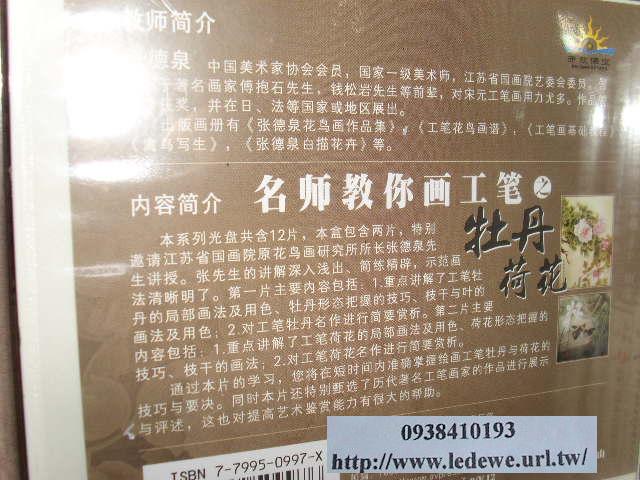 教师简介
德泉 中国美术家协会会员，国家一级美术师，江苏省国画院艺委会委员。
著名画家傅抱石先生，钱松岩先生等前辈，对宋元工笔画用力尤多。作品
获奖，并在日、法等国家或地区展出。
出版画册有《张德泉花鸟画作品集》，《工笔花鸟画谱》，《工笔画基础教程》
写生》，《张德泉白描花卉》等。
内容简介
名师教你画工笔之
牡丹
荷花
本系列光盘共含12片，本盒包含两片，特别
邀请江苏省国画院原花鸟画研究所所长张德泉先
生讲授。张先生的讲解深入浅出、简练精辟，示范画
法清晰明了。第一片主要内容包括：1.重点讲解了工笔牡
丹的局部画法及用色、牡丹形态把握的技巧、枝干与叶的
画法及用色；2.对工笔牡丹名作进行简要赏析。第二片主要
内容包括：1.重点讲解了工笔荷花的局部画法及用色、荷花形态把握的
技巧、枝干的画法；2.对工笔荷花名作进行简要赏析。
通过本片的学习，您将在短时间内准确掌握绘画工笔牡丹与荷花的
技巧与要决。同时本片还特别甄选了历代著名工笔画家的作品进行展示
与评述，这也对提高艺术鉴赏能力有很大的帮助。
ISBN 7-7995-0997-X
0938410193
http://www.ledewe.url.tw/